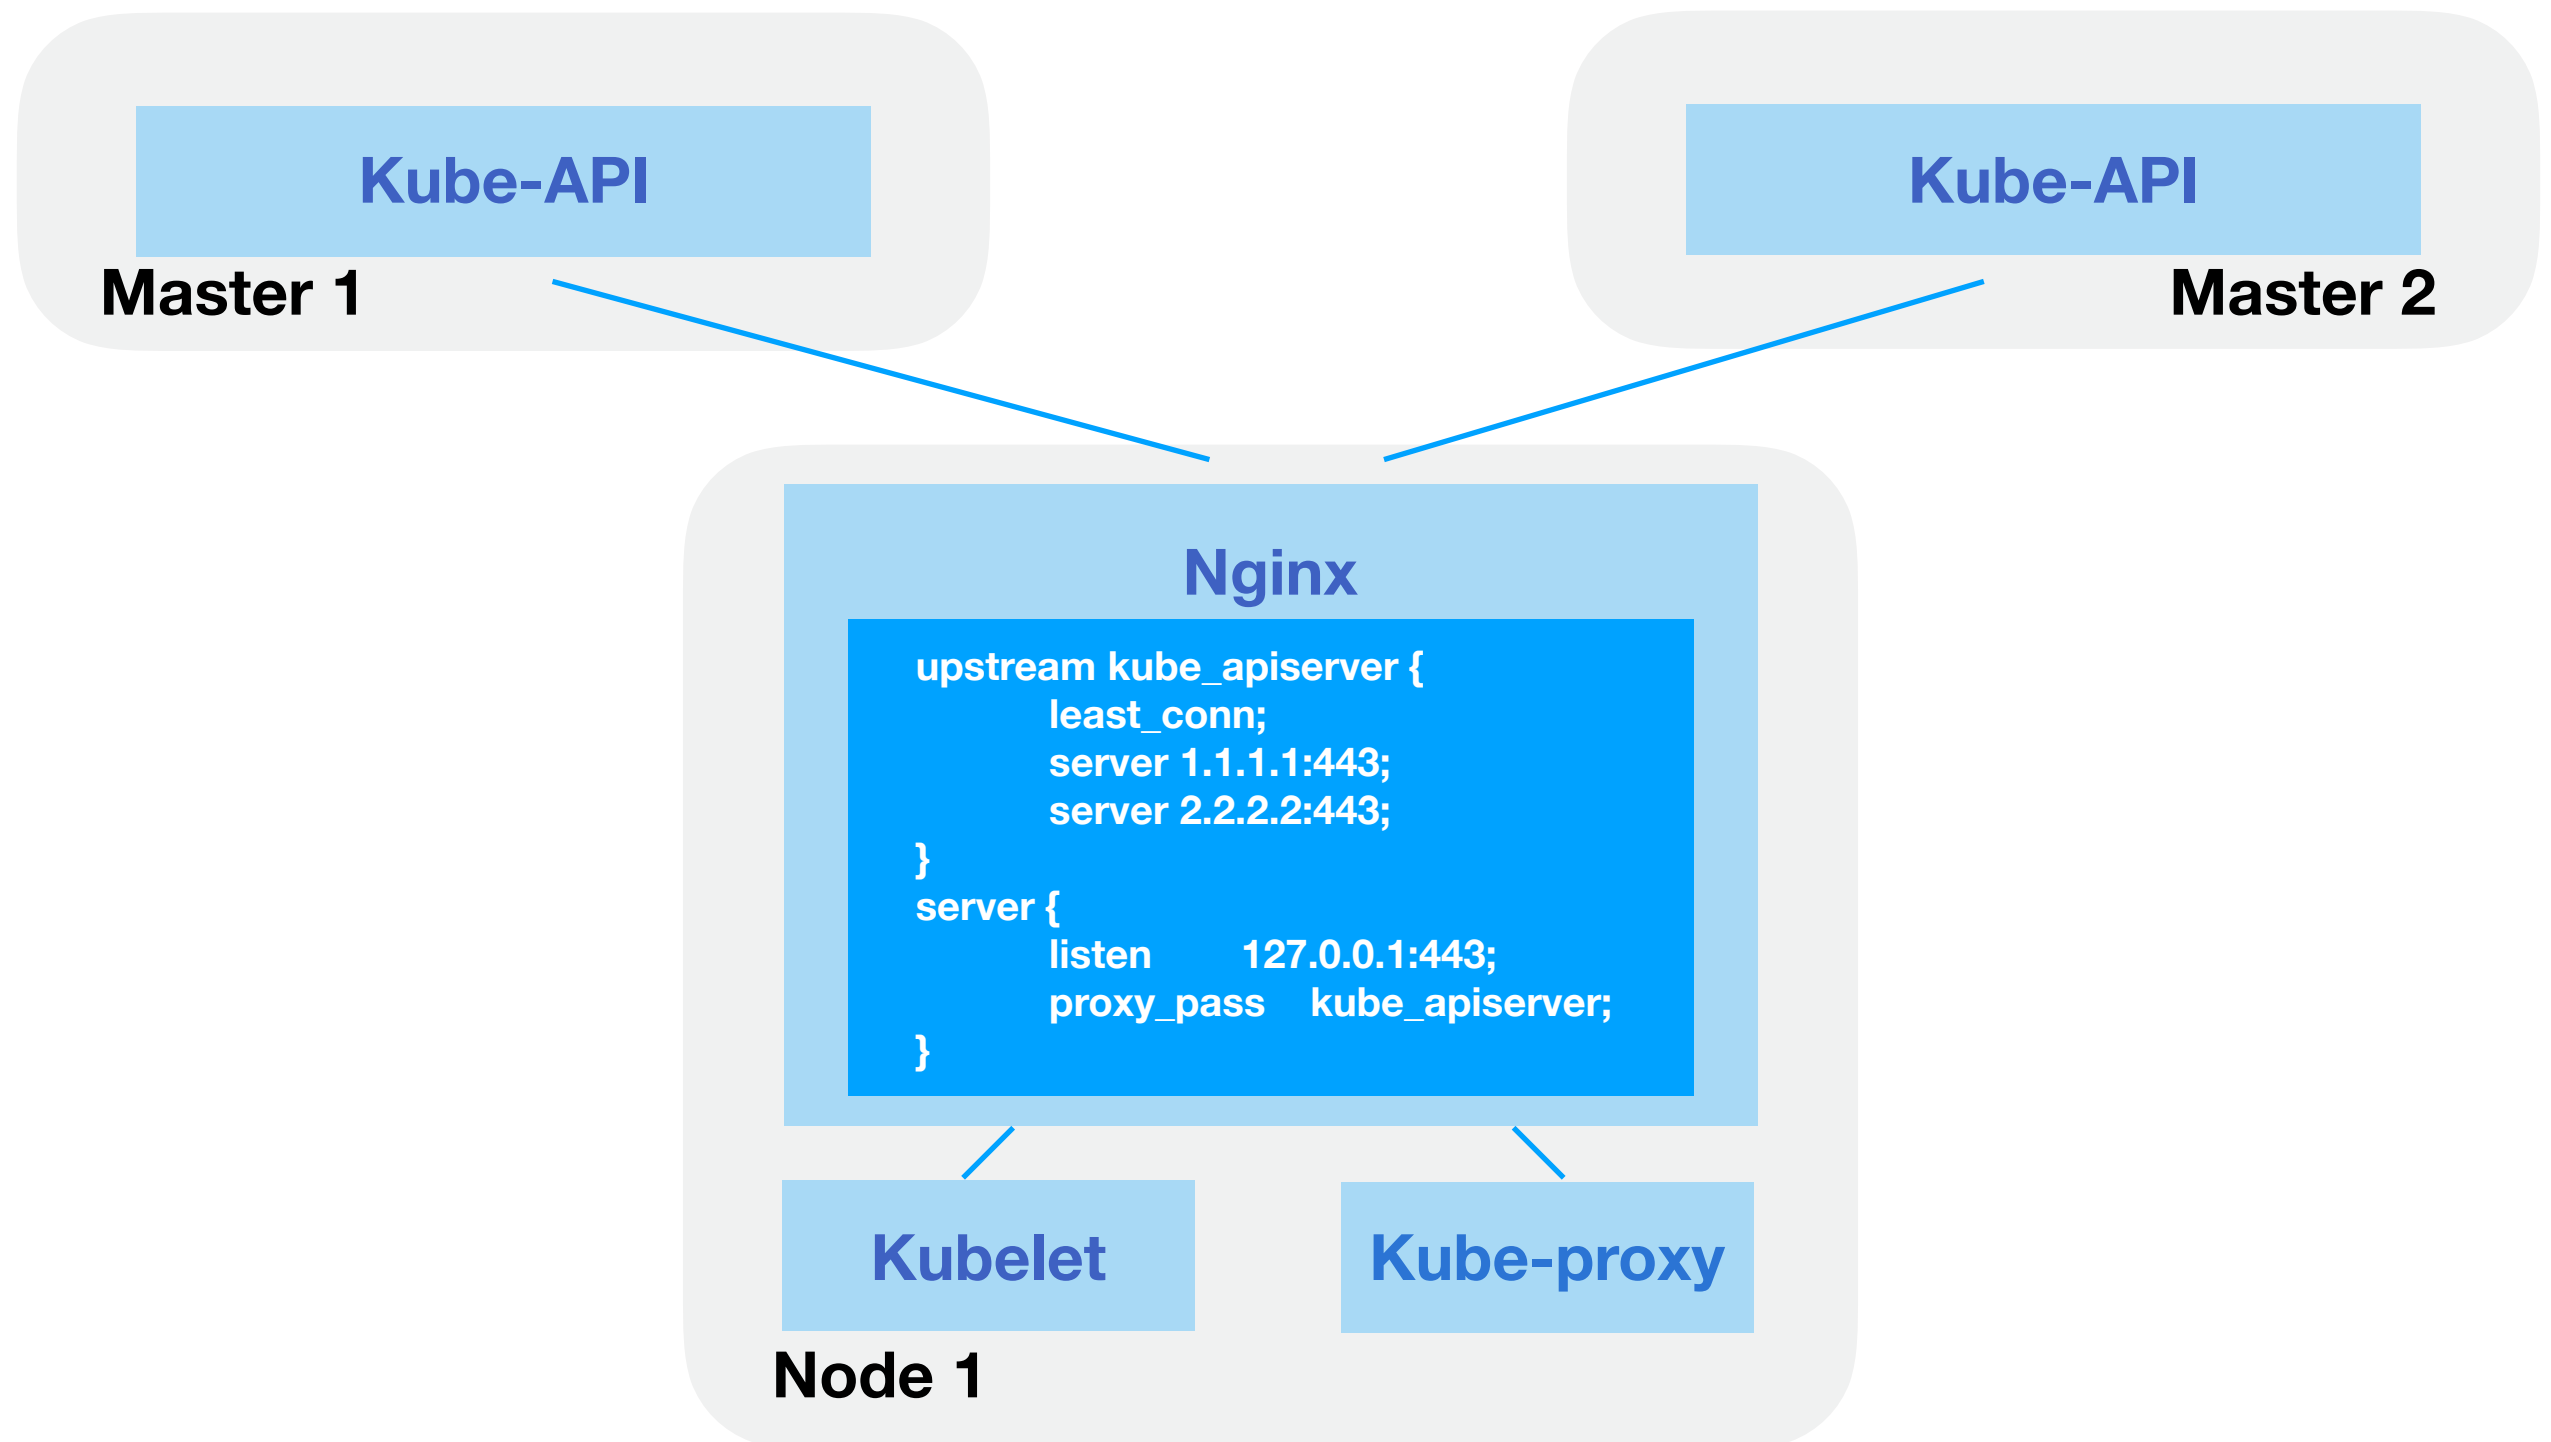 Kube-API
Master 1
Kube-API
Master 2
Nginx
upstream kube_apiserver {
least_conn;
server 1.1.1.1:443;
server 2.2.2.2:443;
}
server {
listen 127.0.0.1:443;
proxy_pass kube_apiserver;
}
Kubelet
Kube-proxy
Node 1